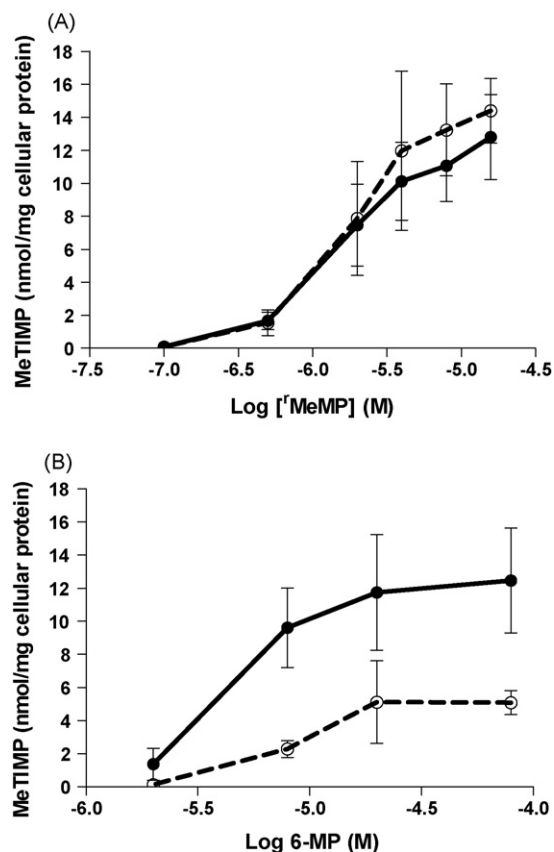 (A)
18
16
14
12
10
8
6
4
2
0
MeTIMP (nmol/mg cellular protein)
-7.5 -7.0 -6.5 -6.0 -5.5 -5.0 -4.5
Log [rMeMP] (M)
(B)
18
16
14
12
10
8
6
4
2
0
MeTIMP (nmol/mg cellular protein)
-6.0 -5.5 -5.0 -4.5 -4.0
Log 6-MP (M)